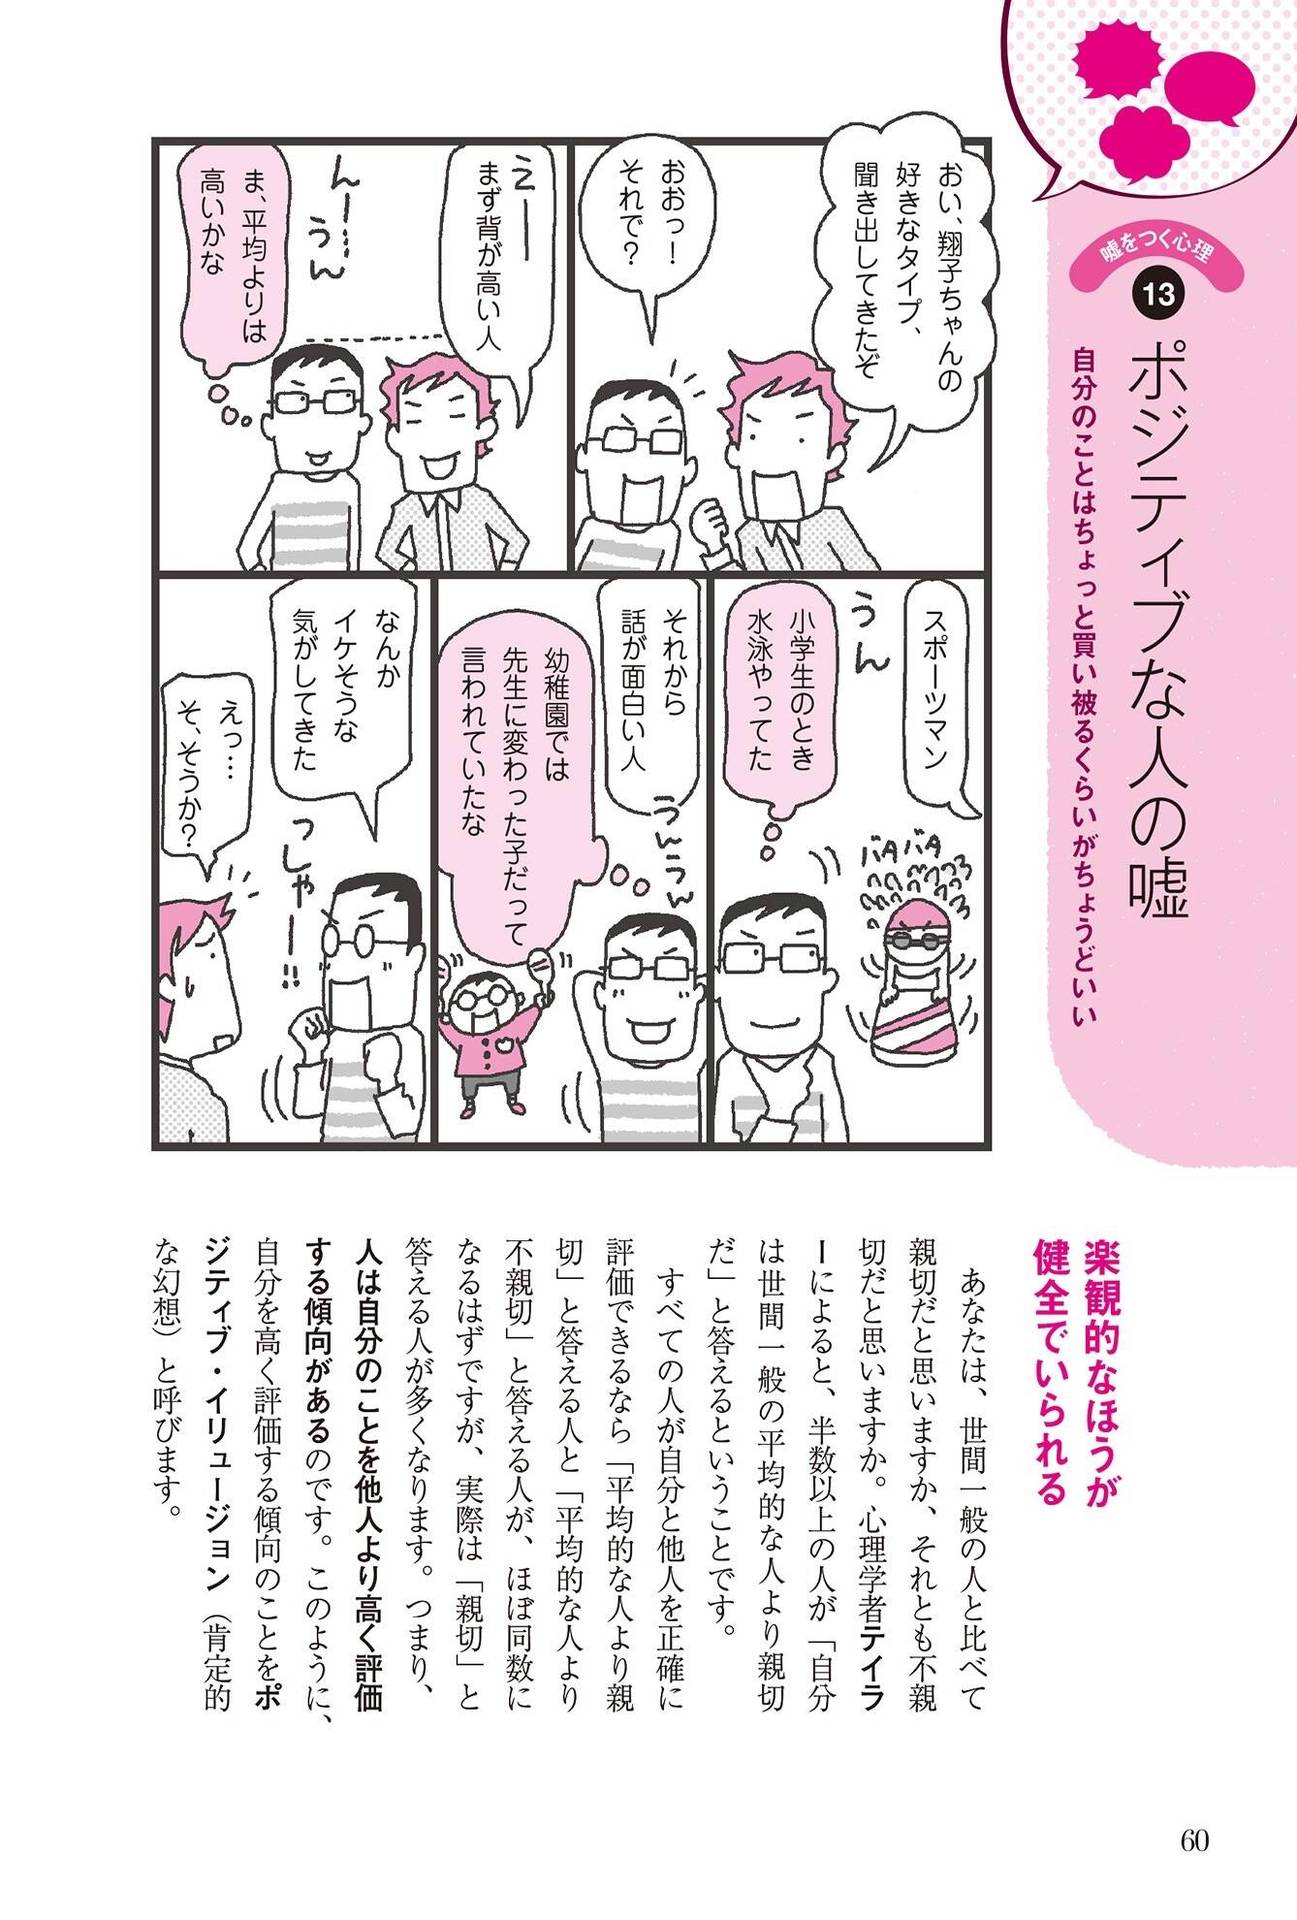 嘘をつく心理
13
ポジティブな人の嘘
自分のことはちょっと買い被るくらいがちょうどいい
おい、翔子ちゃんの
好きなタイプ、
聞き出してきたぞ
おおっ！
それで？
えーー
まず背が高い人
んー……うん
ま、平均よりは
高いかな
スポーツマン
うん
小学生のとき
水泳やってた
バタバタ
それから
話が面白い人
うんうん
幼稚園では
先生に変わった子だって
言われていたな
なんか
イケそうな
気がしてきた
っしゃー!!
えっ…
そ、そうか？
楽観的なほうが
健全でいられる
あなたは、世間一般の人と比べて
親切だと思いますか、それとも不親
切だと思いますか。心理学者テイラ
ーによると、半数以上の人が「自分
は世間一般の平均的な人より親切
だ」と答えるということです。
すべての人が自分と他人を正確に
評価できるなら「平均的な人より親
切」と答える人と「平均的な人より
不親切」と答える人が、ほぼ同数に
なるはずですが、実際は「親切」と
答える人が多くなります。つまり、
人は自分のことを他人より高く評価
する傾向があるのです。このように、
自分を高く評価する傾向のことをポ
ジティブ・イリュージョン（肯定的
な幻想）と呼びます。
60